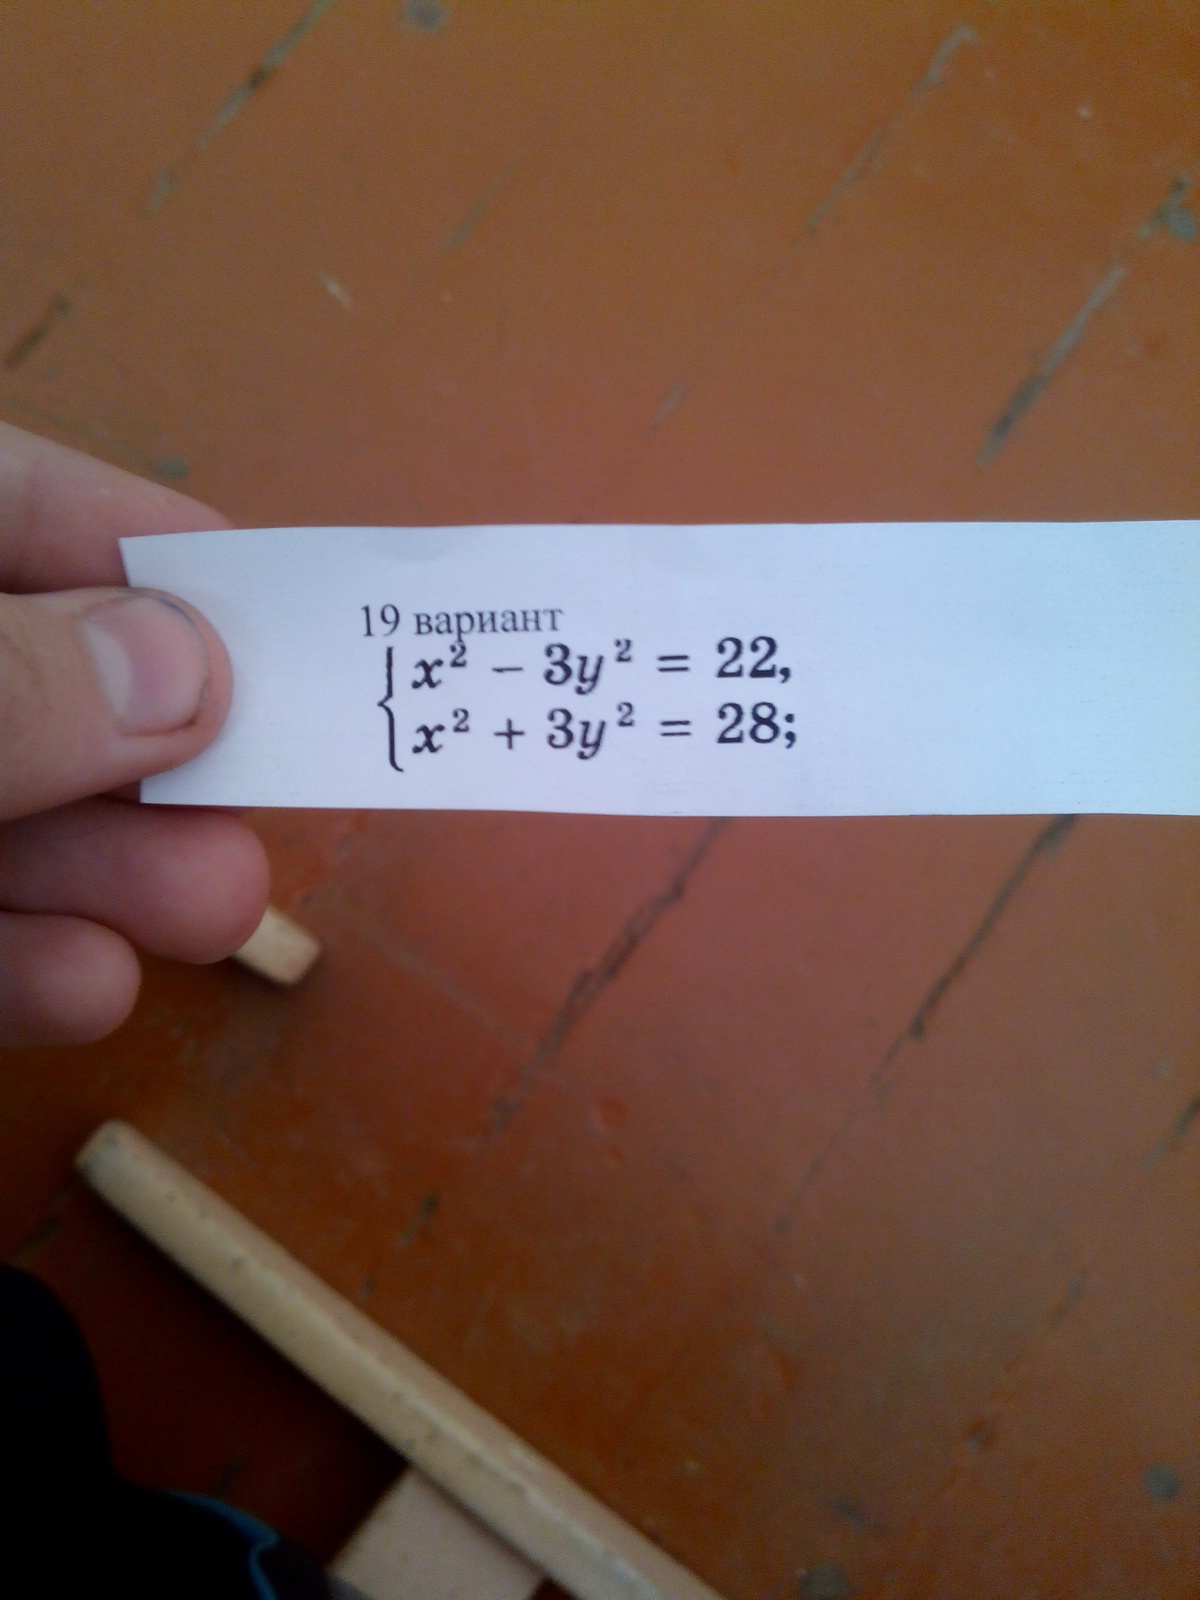 19 вариант
x² − 3y² = 22,
x² + 3y² = 28;